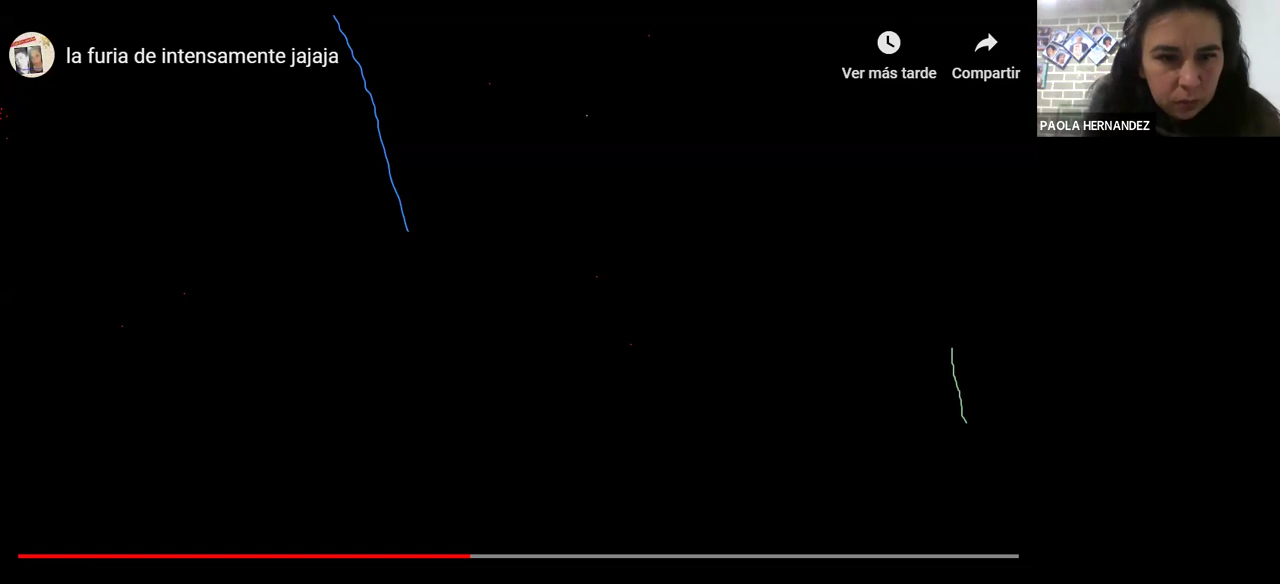 la furia de intensamente jajaja
Ver más tarde
Compartir
PAOLA HERNANDEZ